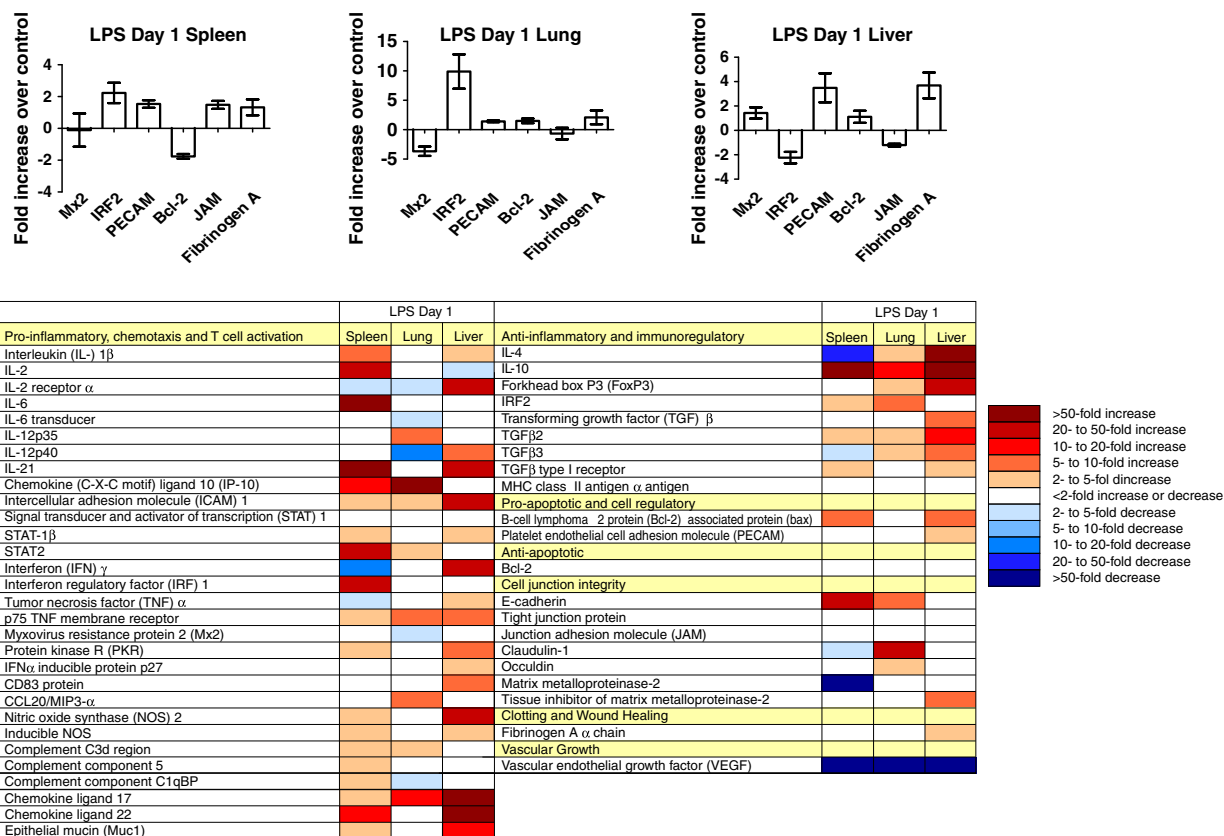 LPS Day 1 Spleen
Fold increase over control
4
2
0
-2
-4
Mx2
IRF2
PECAM
Bcl-2
JAM
Fibrinogen A
LPS Day 1 Lung
Fold increase over control
15
10
5
0
-5
Mx2
IRF2
PECAM
Bcl-2
JAM
Fibrinogen A
LPS Day 1 Liver
Fold increase over control
6
4
2
0
-2
-4
Mx2
IRF2
PECAM
Bcl-2
JAM
Fibrinogen A
LPS Day 1
Pro-inflammatory, chemotaxis and T cell activation Spleen Lung Liver
Interleukin (IL-) 1β
IL-2
IL-2 receptor α
IL-6
IL-6 transducer
IL-12p35
IL-12p40
IL-21
Chemokine (C-X-C motif) ligand 10 (IP-10)
Intercellular adhesion molecule (ICAM) 1
Signal transducer and activator of transcription (STAT) 1
STAT-1β
STAT2
Interferon (IFN) γ
Interferon regulatory factor (IRF) 1
Tumor necrosis factor (TNF) α
p75 TNF membrane receptor
Myxovirus resistance protein 2 (Mx2)
Protein kinase R (PKR)
IFNα inducible protein p27
CD83 protein
CCL20/MIP3-α
Nitric oxide synthase (NOS) 2
Inducible NOS
Complement C3d region
Complement component 5
Complement component C1qBP
Chemokine ligand 17
Chemokine ligand 22
Epithelial mucin (Muc1)
LPS Day 1
Anti-inflammatory and immunoregulatory Spleen Lung Liver
IL-4
IL-10
Forkhead box P3 (FoxP3)
IRF2
Transforming growth factor (TGF) β
TGFβ2
TGFβ3
TGFβ type I receptor
MHC class II antigen α antigen
Pro-apoptotic and cell regulatory
B-cell lymphoma 2 protein (Bcl-2) associated protein (bax)
Platelet endothelial cell adhesion molecule (PECAM)
Anti-apoptotic
Bcl-2
Cell junction integrity
E-cadherin
Tight junction protein
Junction adhesion molecule (JAM)
Claudulin-1
Occuldin
Matrix metalloproteinase-2
Tissue inhibitor of matrix metalloproteinase-2
Clotting and Wound Healing
Fibrinogen A α chain
Vascular Growth
Vascular endothelial growth factor (VEGF)
>50-fold increase
20- to 50-fold increase
10- to 20-fold increase
5- to 10-fold increase
2- to 5-fold dincrease
<2-fold increase or decrease
2- to 5-fold decrease
5- to 10-fold decrease
10- to 20-fold decrease
20- to 50-fold decrease
>50-fold decrease